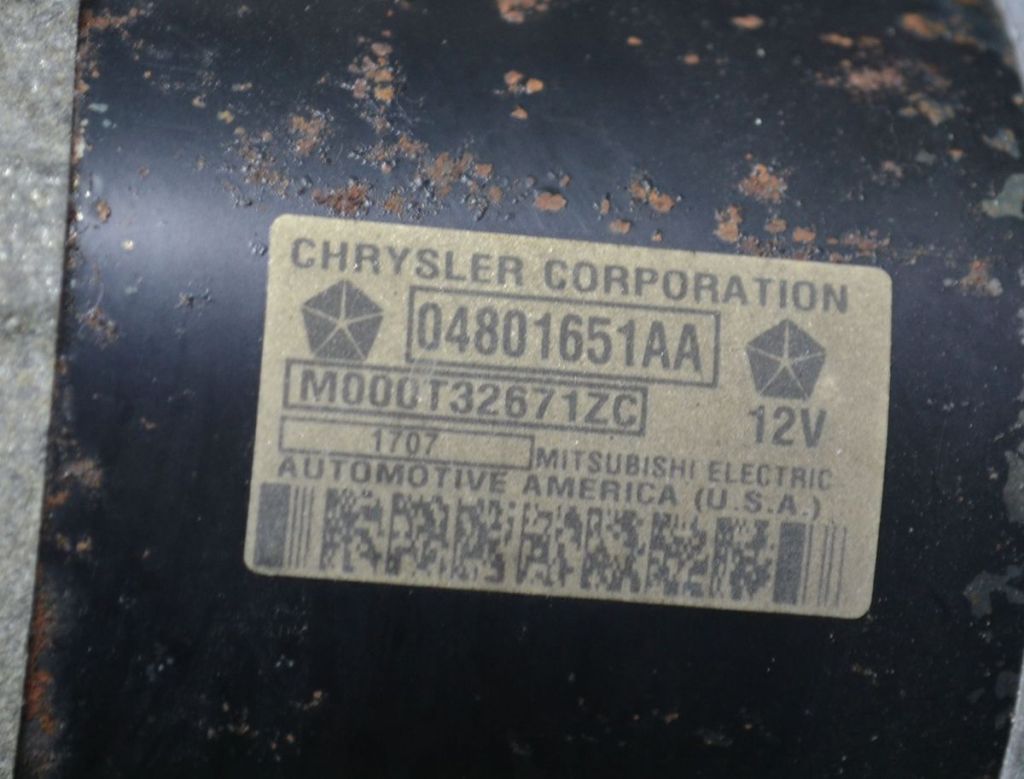 CHRYSLER CORPORATION
04801651AA
M000T32671ZC
12V
1707
MITSUBISHI ELECTRIC
AUTOMOTIVE AMERICA (U.S.A.)